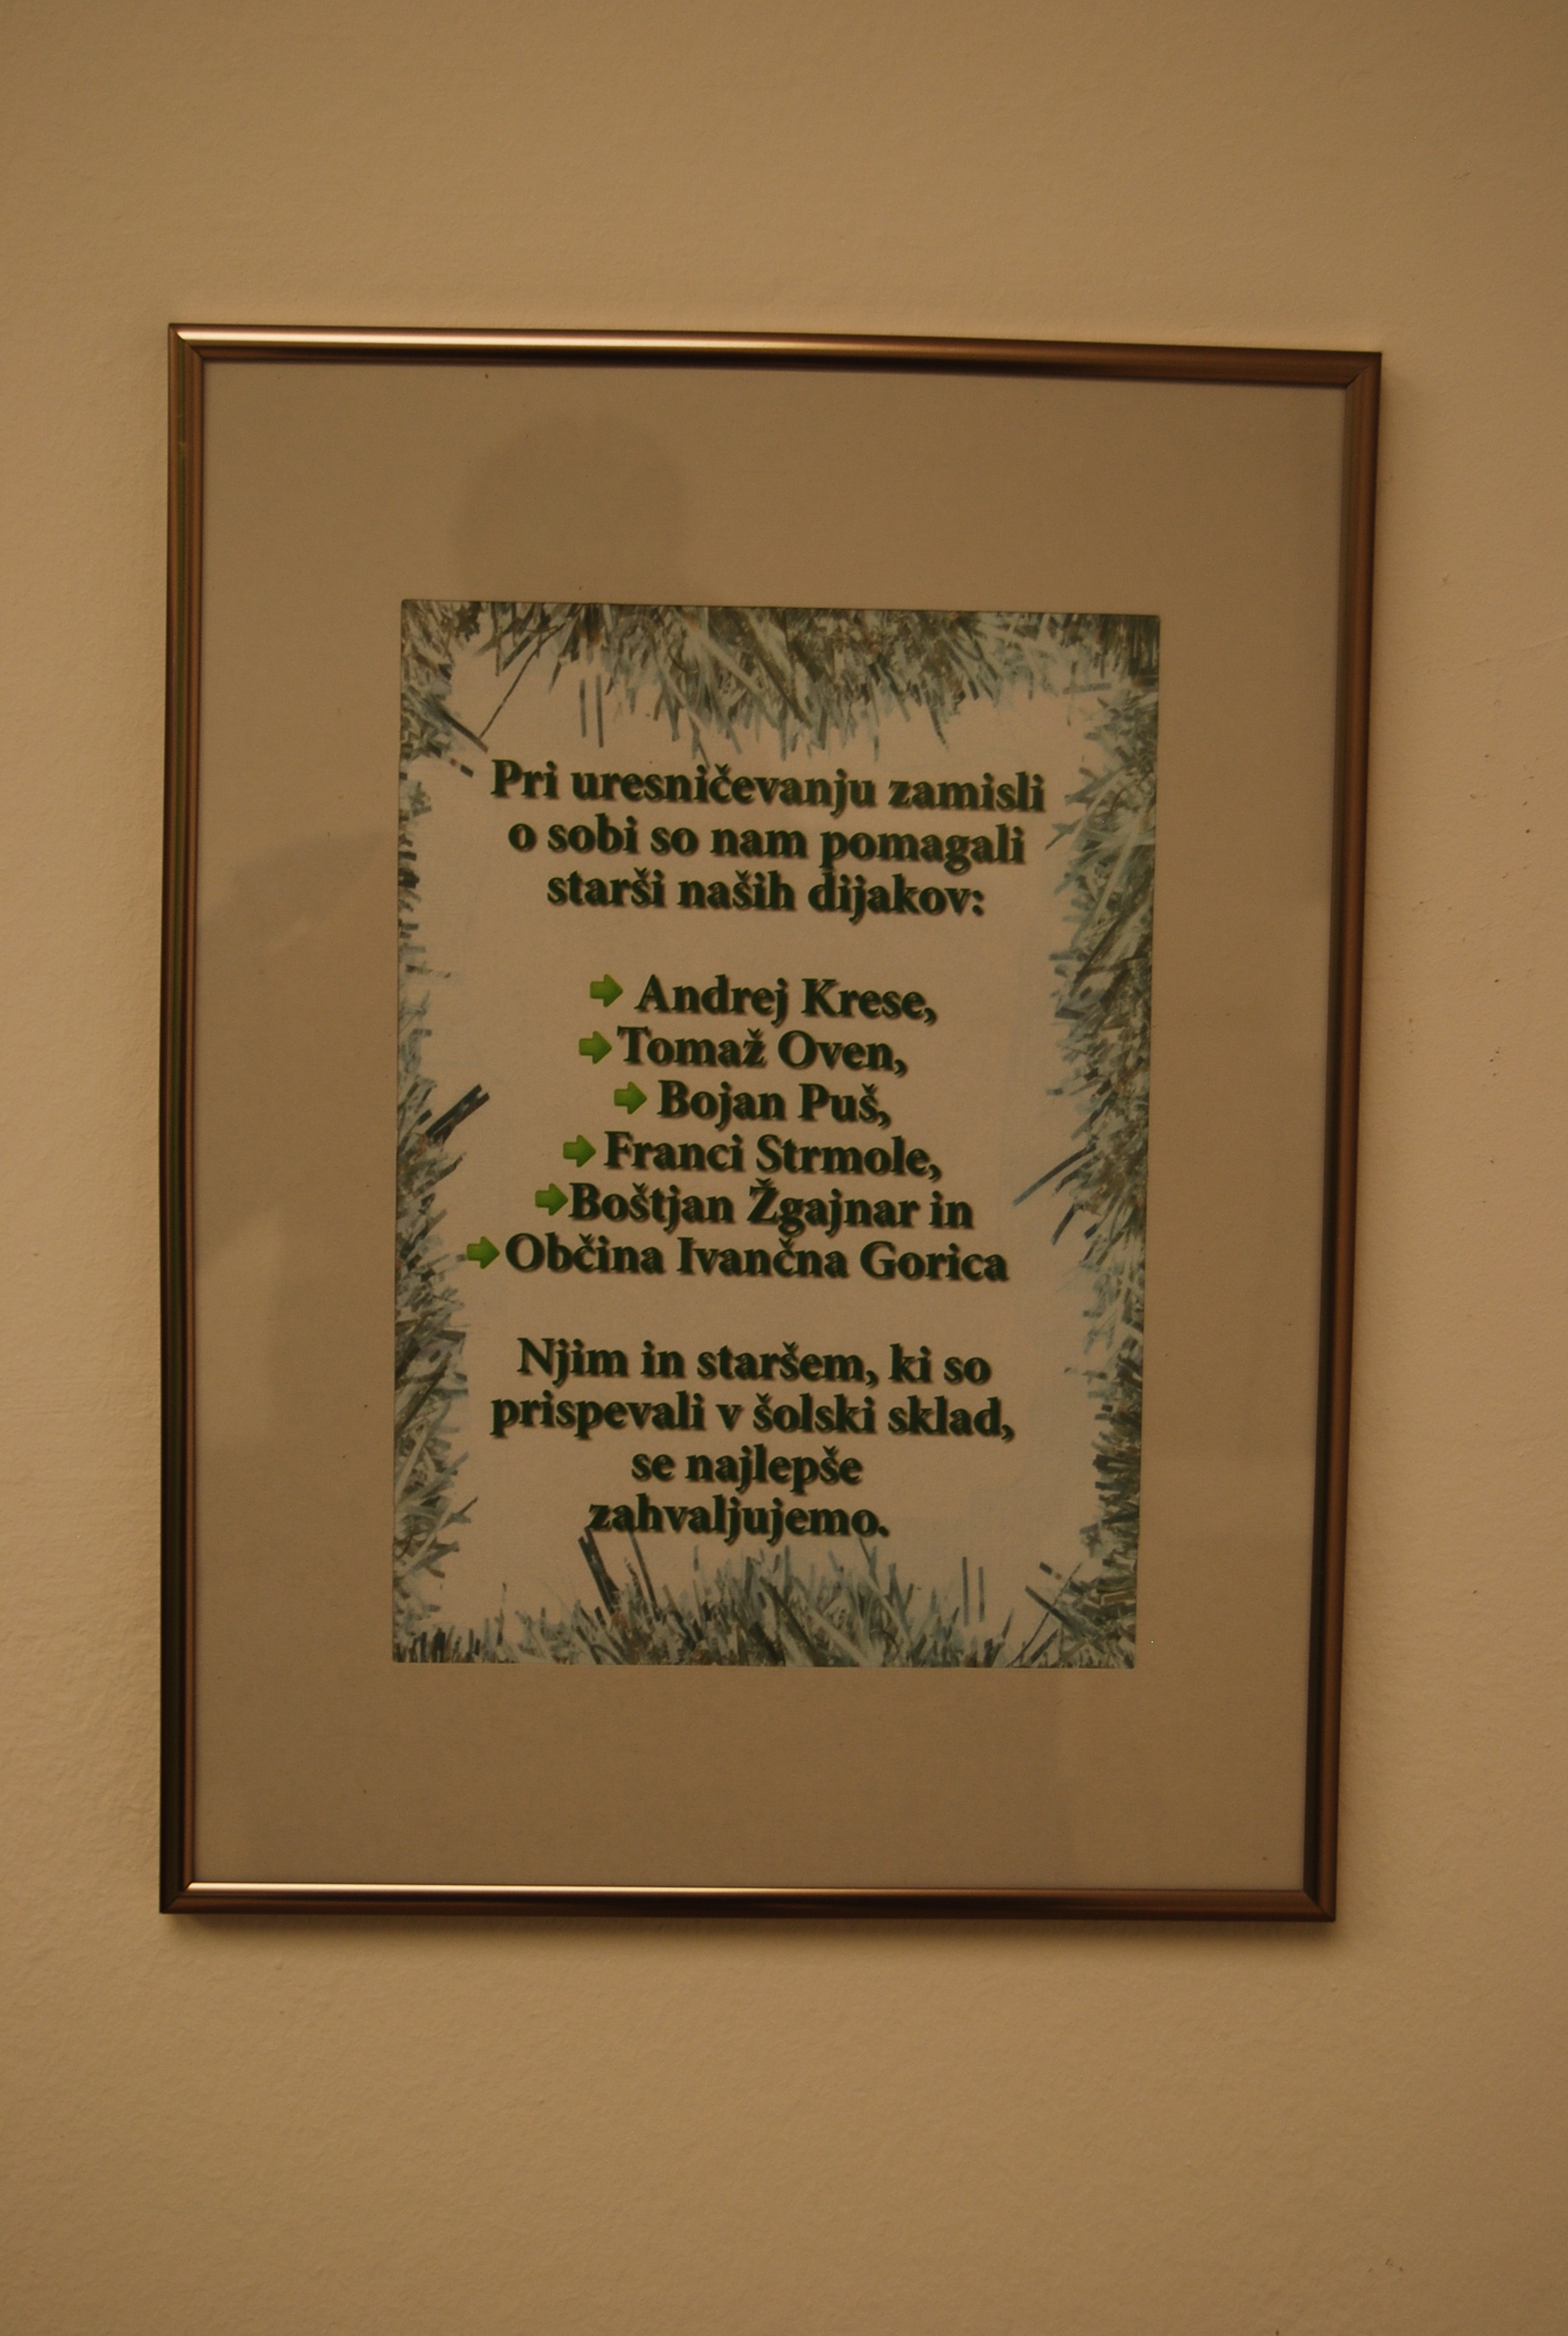 Pri uresničevanju zamisli
o sobi so nam pomagali
starši naših dijakov:
Andrej Krese,
Tomaž Oven,
Bojan Puš,
Franci Strmole,
Boštjan Žgajnar in
Občina Ivančna Gorica
Njim in staršem, ki so
prispevali v šolski sklad,
se najlepše
zahvaljujemo.